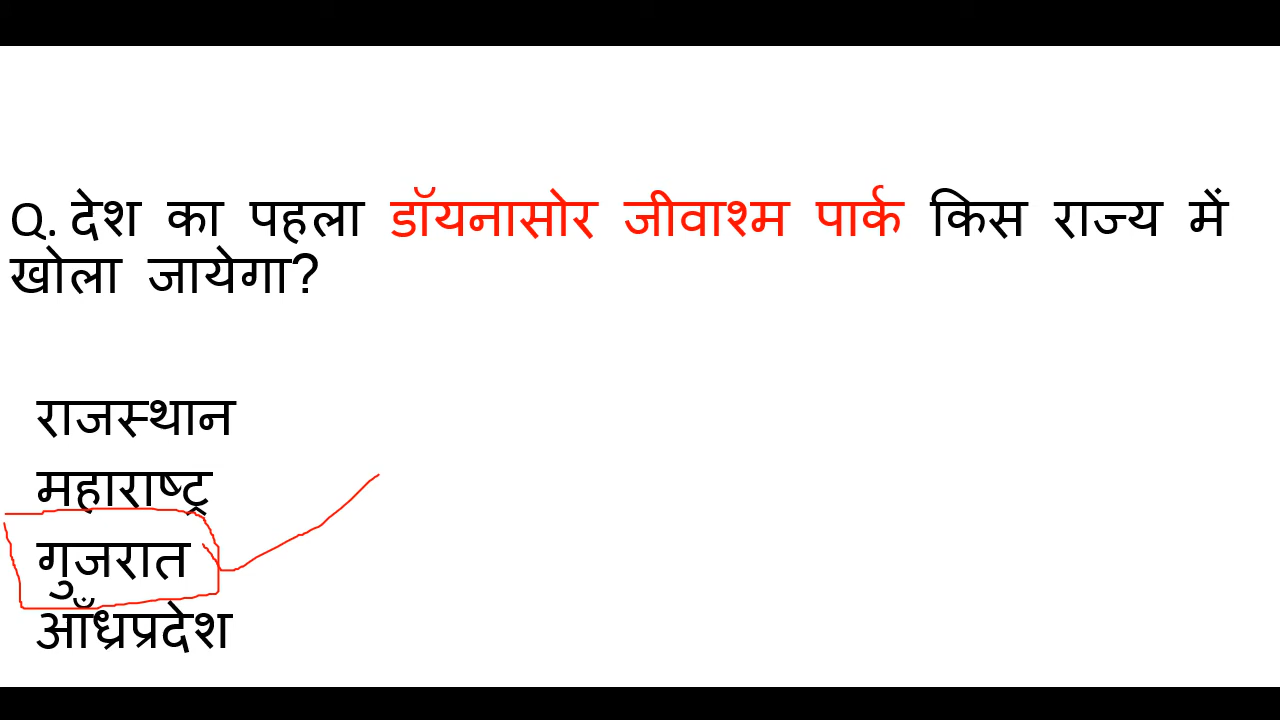 Q. देश का पहला डॉयनासोर जीवाश्म पार्क किस राज्य में
खोला जायेगा?
राजस्थान
महाराष्ट्र
गुजरात
आँध्रप्रदेश